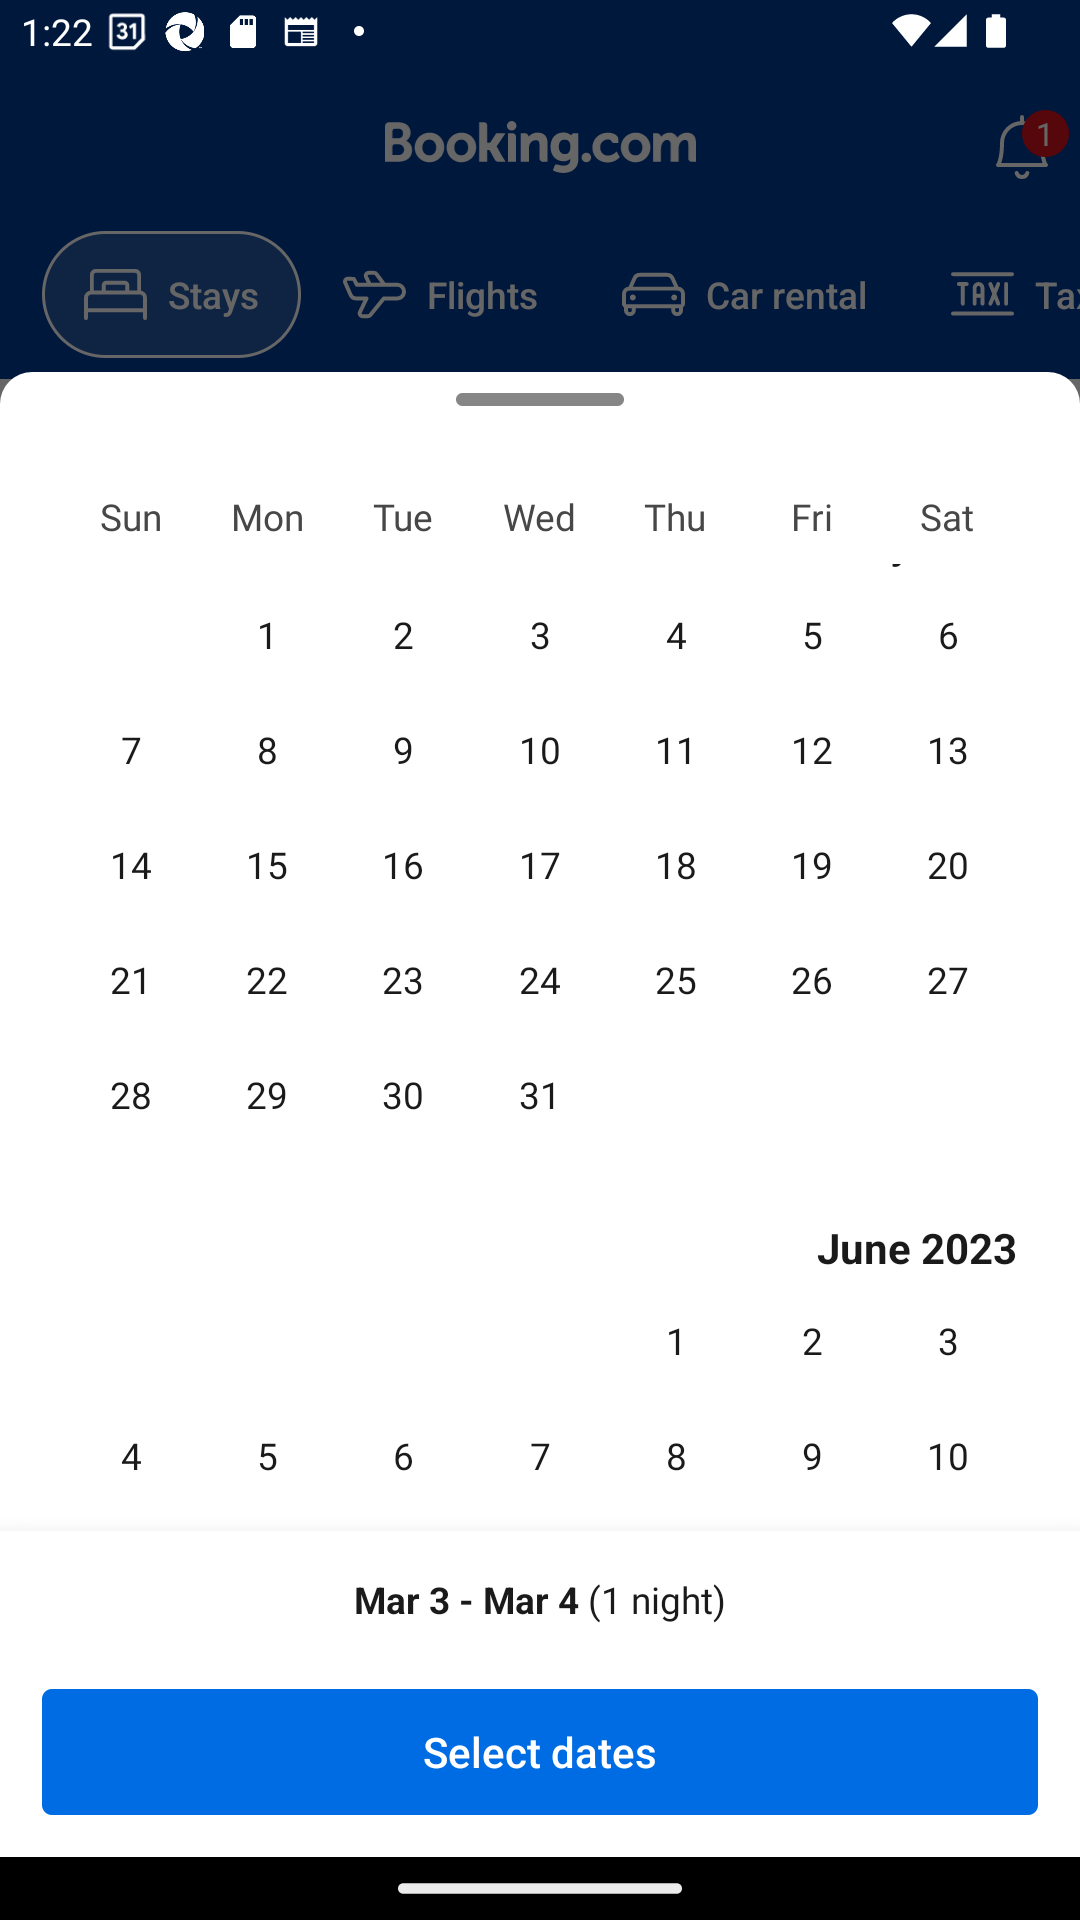 1:22 31
Booking.com 1
Stays Flights Car rental TAXI Tax
Sun Mon Tue Wed Thu Fri Sat
1 2 3 4 5 6
7 8 9 10 11 12 13
14 15 16 17 18 19 20
21 22 23 24 25 26 27
28 29 30 31
June 2023
1 2 3
4 5 6 7 8 9 10
Mar 3 - Mar 4 (1 night)
Select dates